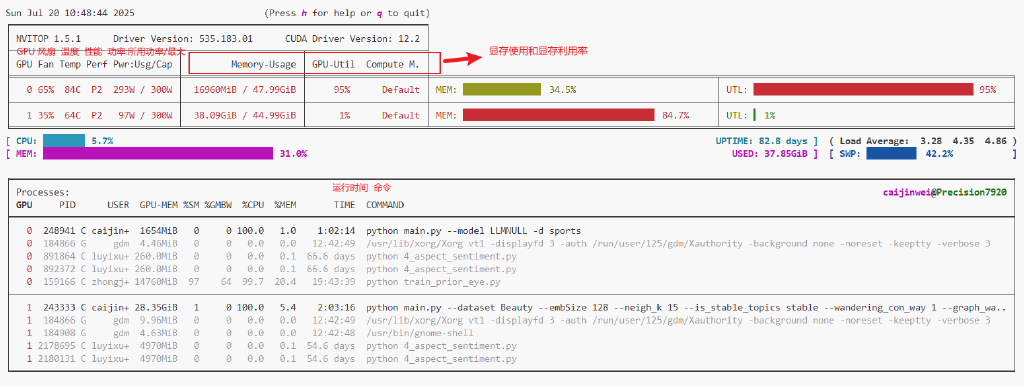 Sun Jul 20 10:48:44 2025 (Press h for help or q to quit)
NVITOP 1.5.1 Driver Version: 535.183.01 CUDA Driver Version: 12.2
GPU 风扇 温度 性能 功率所用功率/最大
显存使用和显存利用率
GPU Fan Temp Perf Pwr:Usg/Cap Memory-Usage GPU-Util Compute M.
0 65% 84C P2 293W / 300W 16960MiB / 47.99GiB 95% Default MEM: 34.5% UTL: 95%
1 35% 64C P2 97W / 300W 38.09GiB / 44.99GiB 1% Default MEM: 84.7% UTL: 1%
[ CPU: 5.7% UPTIME: 82.8 days ] ( Load Average: 3.28 4.35 4.86 )
[ MEM: 31.0% USED: 37.85GiB ] [ SWP: 42.2% ]
运行时间 命令
Processes: caijinwei@Precision7920
GPU PID USER GPU-MEM %SM %GMBW %CPU %MEM TIME COMMAND
0 248941 C caijin+ 1654MiB 0 0 100.0 1.0 1:02:14 python main.py --model LLMNULL -d sports
0 184866 G gdm 4.46MiB 0 0 0.0 0.0 12:42:49 /usr/lib/xorg/Xorg vt1 -displayfd 3 -auth /run/user/125/gdm/Xauthority -background none -noreset -keeptty -verbose 3
0 891864 C luyixu+ 260.0MiB 0 0 0.0 0.1 66.6 days python 4_aspect_sentiment.py
0 892372 C luyixu+ 260.0MiB 0 0 0.0 0.1 66.6 days python 4_aspect_sentiment.py
0 159166 C zhongj+ 14760MiB 97 64 99.7 20.4 19:43:39 python train_prior_eye.py
1 243333 C caijin+ 28.35GiB 1 0 100.0 5.4 2:03:16 python main.py --dataset Beauty --embSize 128 --neigh_k 15 --is_stable_topics stable --wandering_con_way 1 --graph_wa..
1 184866 G gdm 9.96MiB 0 0 0.0 0.0 12:42:49 /usr/lib/xorg/Xorg vt1 -displayfd 3 -auth /run/user/125/gdm/Xauthority -background none -noreset -keeptty -verbose 3
1 184908 G gdm 4.63MiB 0 0 0.0 0.0 12:42:48 /usr/bin/gnome-shell
1 2178695 C luyixu+ 4970MiB 0 0 0.0 0.1 54.6 days python 4_aspect_sentiment.py
1 2180131 C luyixu+ 4970MiB 0 0 0.0 0.1 54.6 days python 4_aspect_sentiment.py